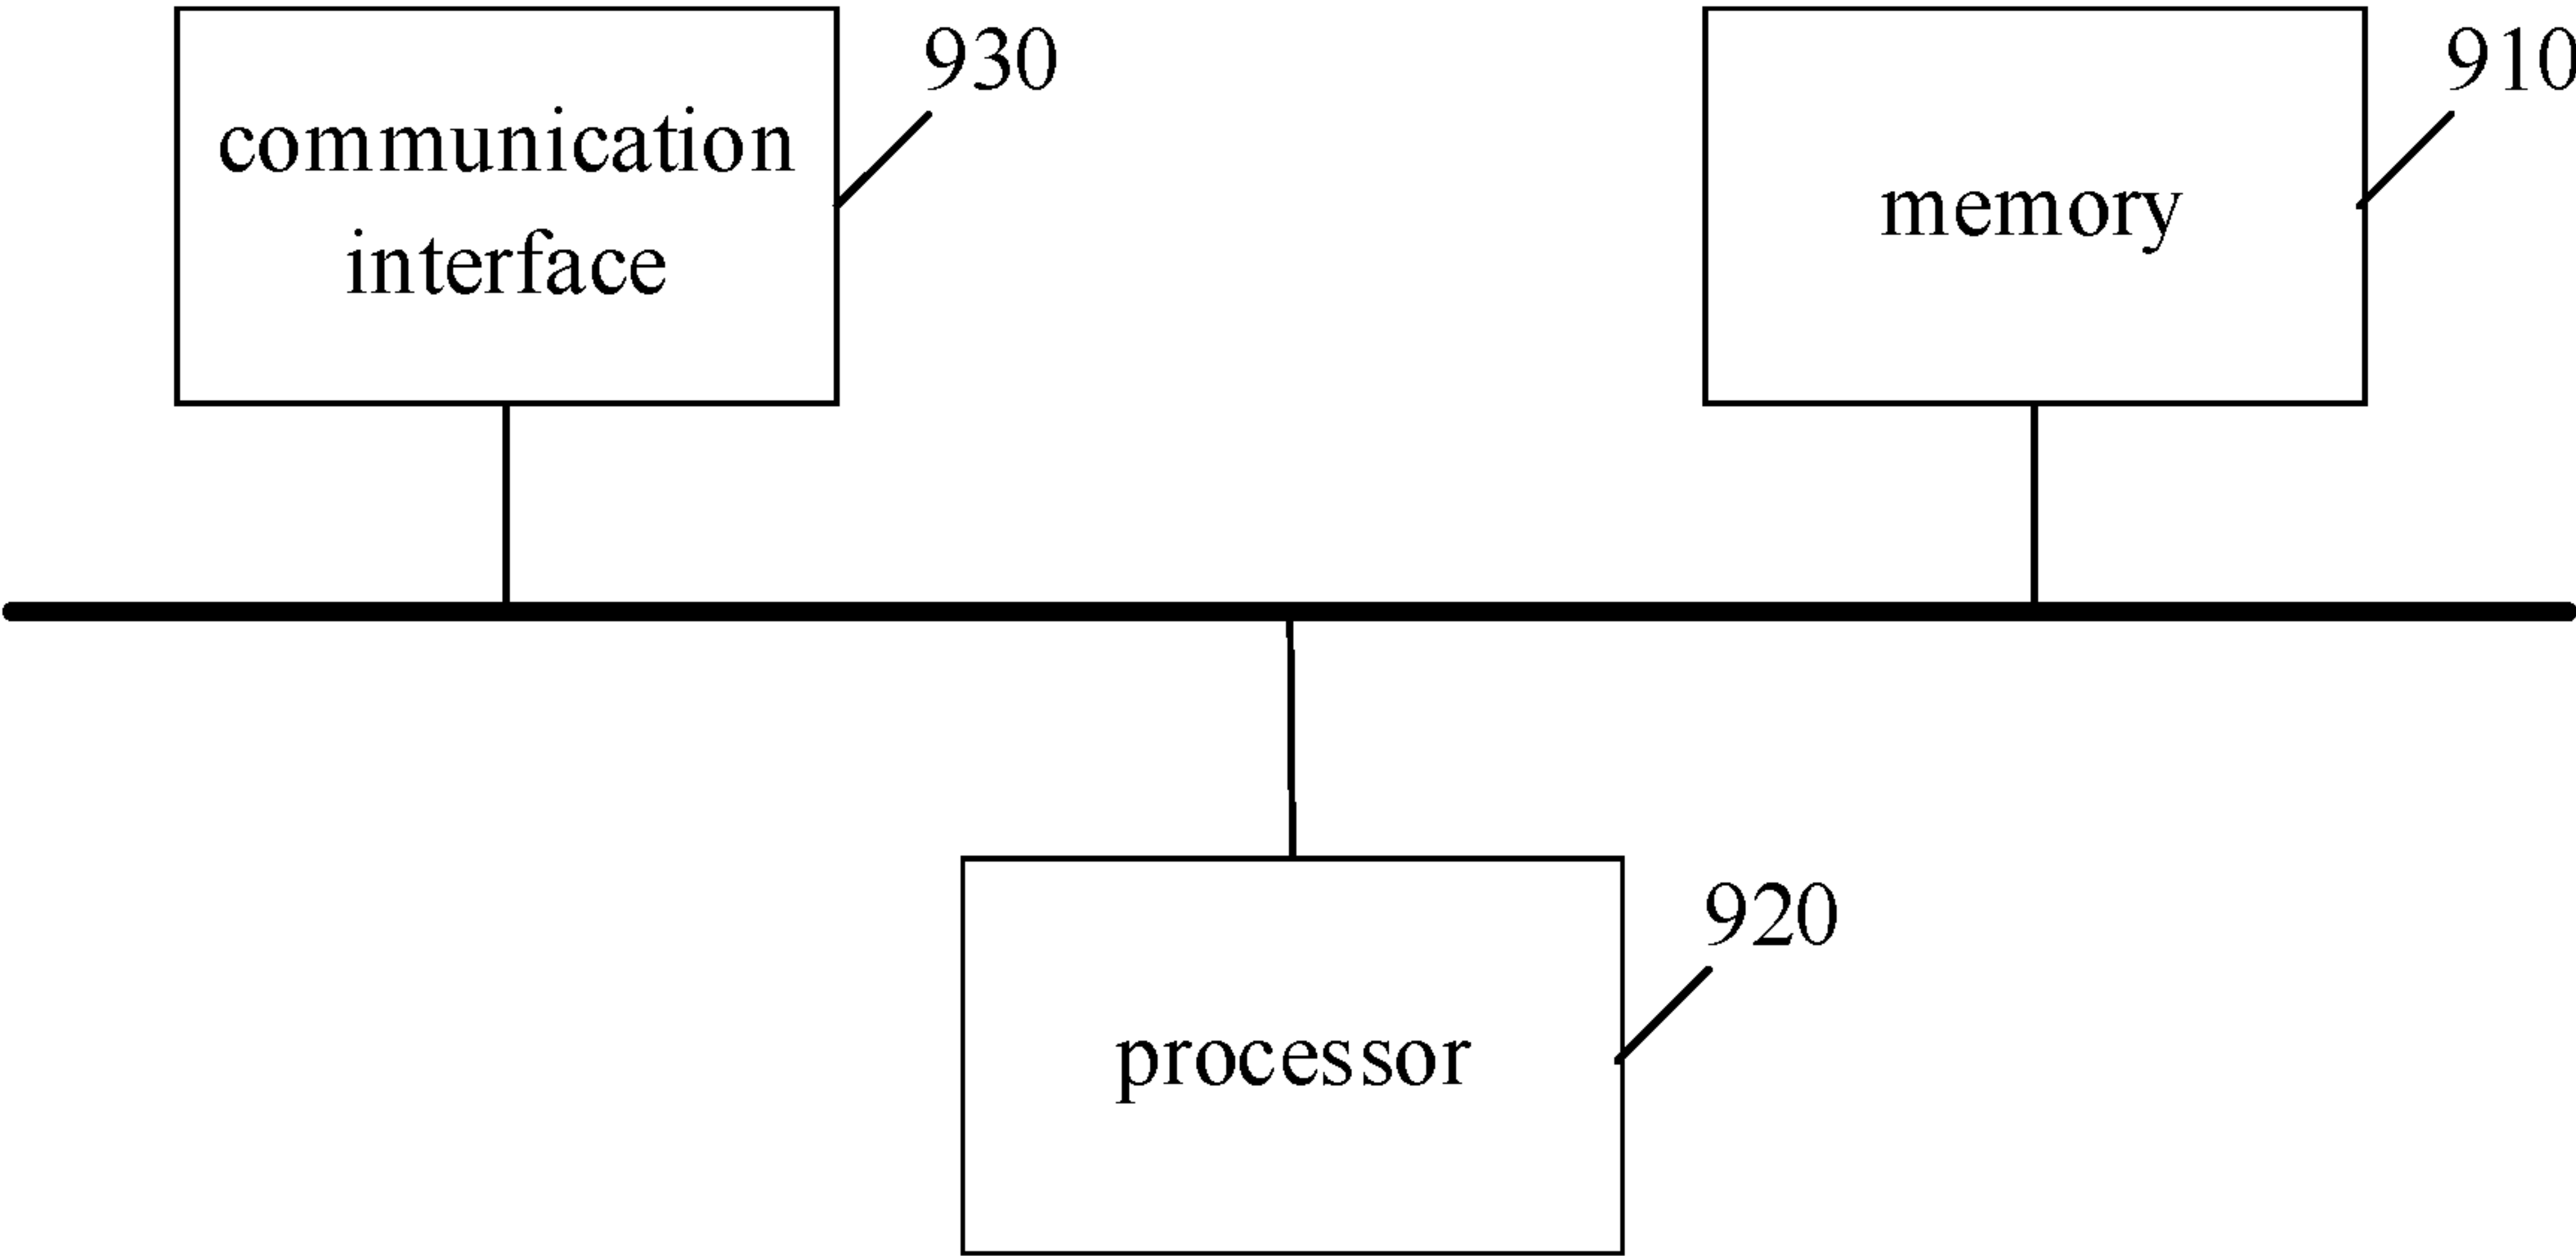 930
communication
interface
910
memory
920
processor